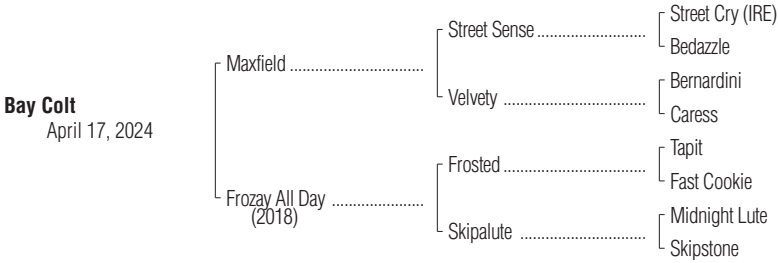 Street Cry (IRE)
Street Sense ................................
Bedazzle
Maxfield ................................
Bernardini
Velvety ................................
Caress
Bay Colt
April 17, 2024
Tapit
Frosted ................................
Fast Cookie
Frozay All Day ......................
(2018)
Midnight Lute
Skipalute ................................
Skipstone